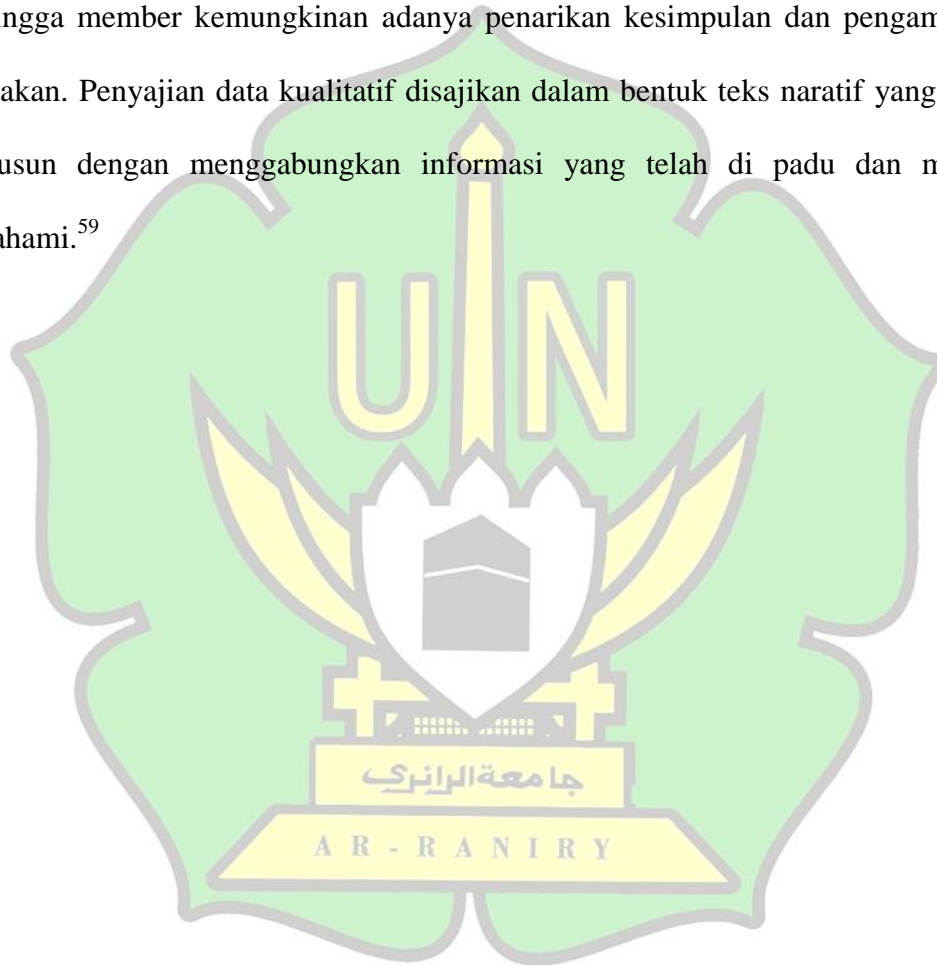 ingga member kemungkinan adanya penarikan kesimpulan dan pengam
akan. Penyajian data kualitatif disajikan dalam bentuk teks naratif yang
usun dengan menggabungkan informasi yang telah di padu dan m
ahami.59
UIN
جامعةالرانري
AR-RANIRY